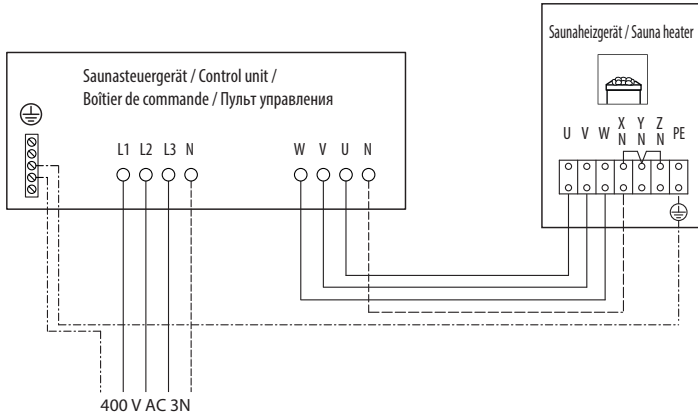 Saunaheizgerät / Sauna heater
Saunasteuergerät / Control unit /
Boîtier de commande / Пульт управления
L1 L2 L3 N
W V U N
X Y Z
U V W N N N PE
400 V AC 3N